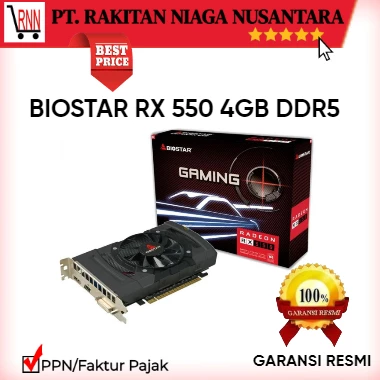 RNN
PT. RAKITAN NIAGA NUSANTARA
BEST
PRICE
BIOSTAR RX 550 4GB DDR5
BIOSTAR
GAMING
RADEON
RX
100%
GARANSI RESMI
PPN/Faktur Pajak
GARANSI RESMI